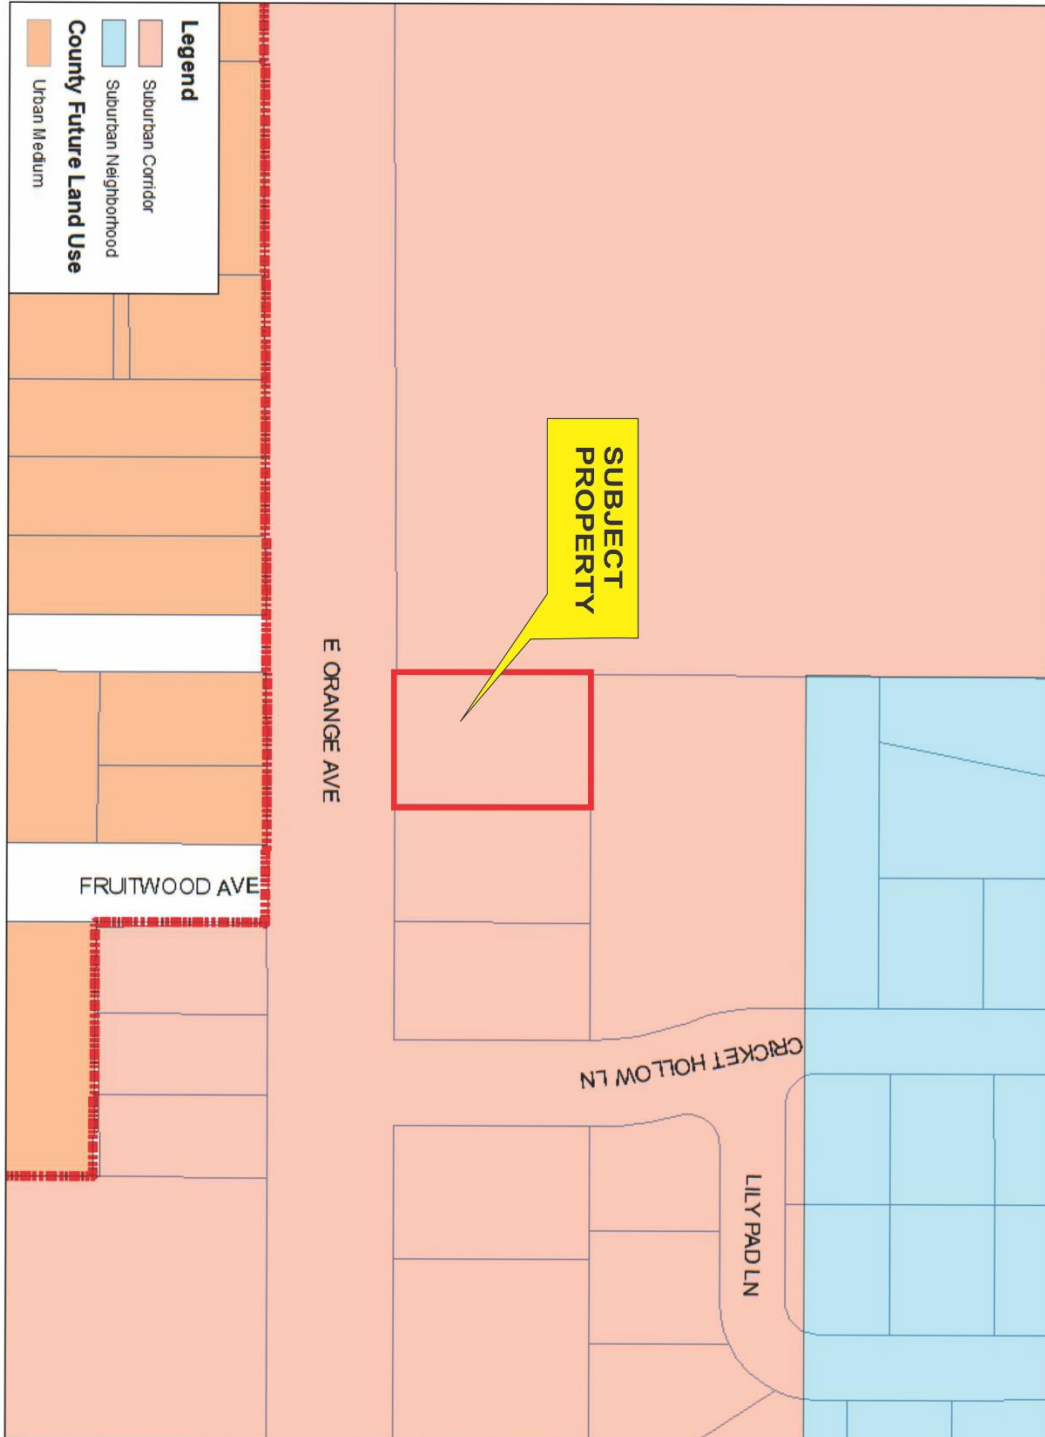 Legend
Suburban Corridor
Suburban Neighborhood
County Future Land Use
Urban Medium
SUBJECT
PROPERTY
E ORANGE AVE
FRUITWOOD AVE
CRICKET HOLLOW LN
LILY PAD LN